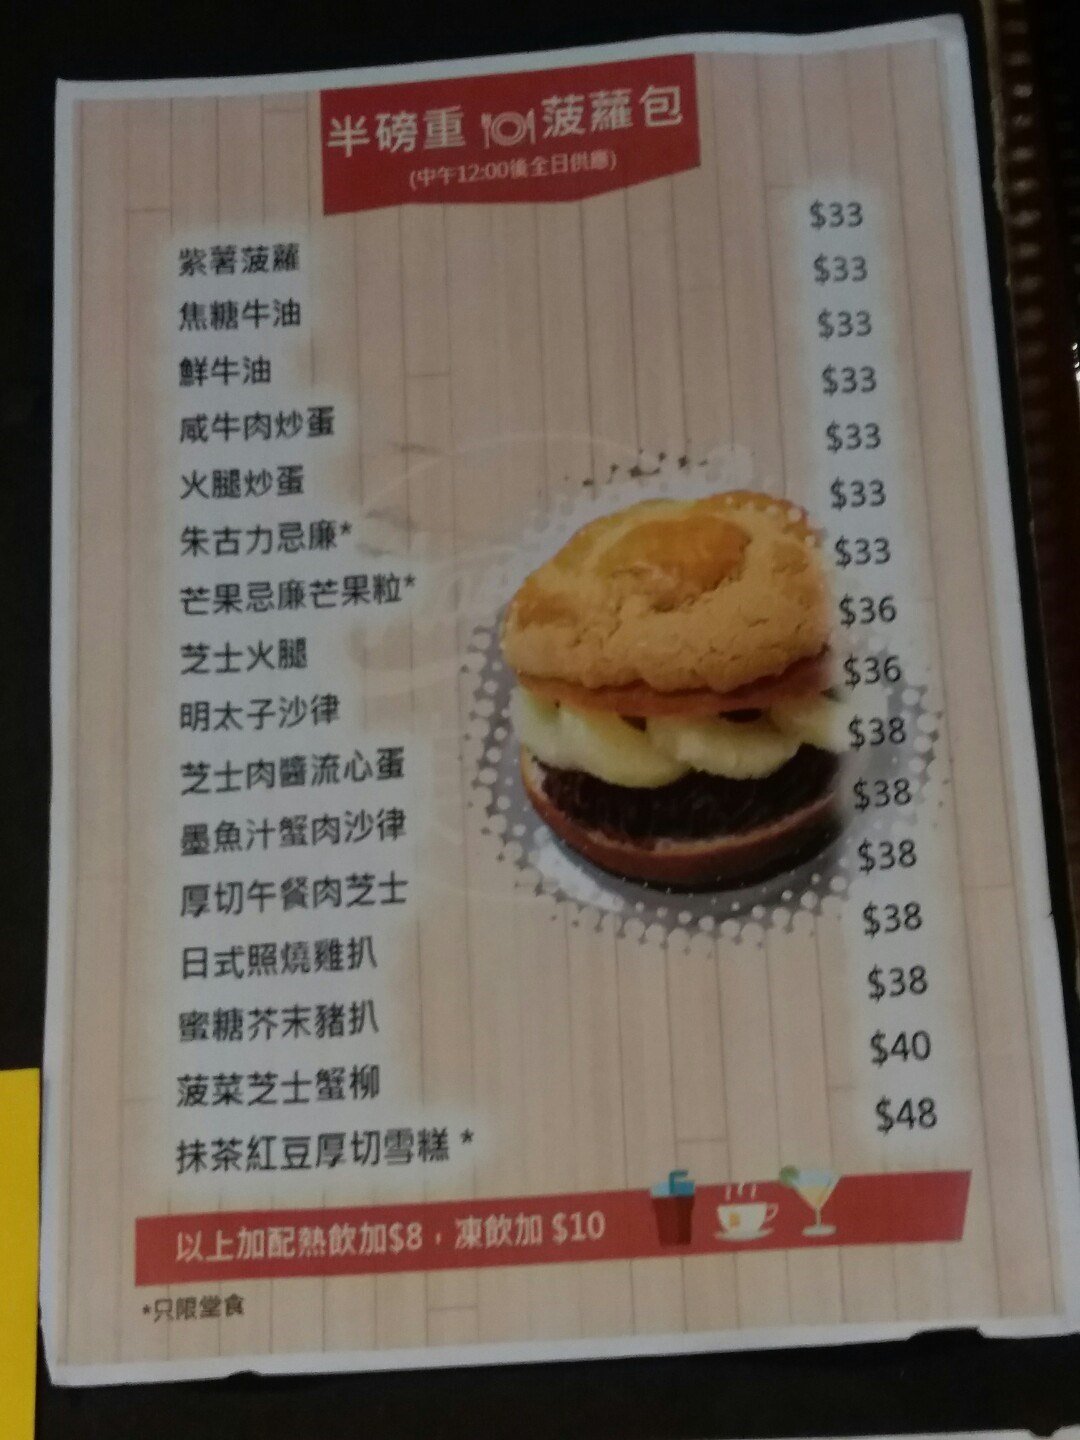 半磅重 菠蘿包
(中午12:00後全日供應)
紫薯菠蘿 $33
焦糖牛油 $33
鮮牛油 $33
咸牛肉炒蛋 $33
火腿炒蛋 $33
朱古力忌廉* $33
芒果忌廉芒果粒* $33
芝士火腿 $36
明太子沙律 $36
芝士肉醬流心蛋 $38
墨魚汁蟹肉沙律 $38
厚切午餐肉芝士 $38
日式照燒雞扒 $38
蜜糖芥末豬扒 $38
菠菜芝士蟹柳 $40
抹茶紅豆厚切雪糕 * $48
以上加配熱飲加$8，凍飲加 $10
*只限堂食